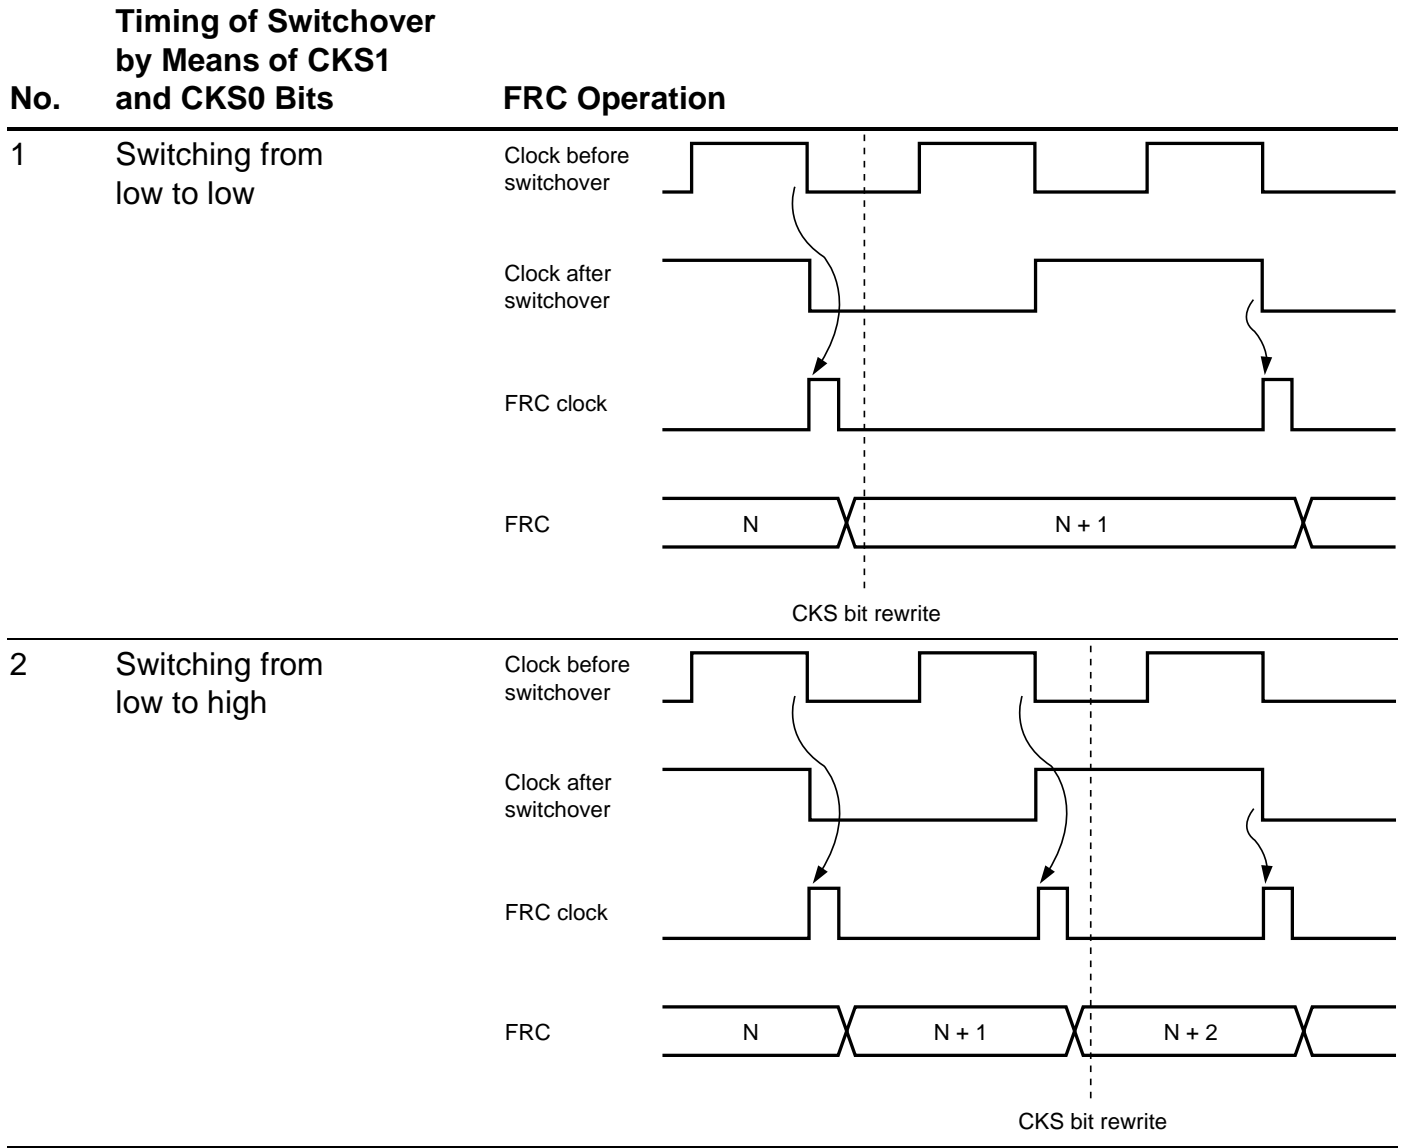 Timing of Switchover
by Means of CKS1
No. and CKS0 Bits FRC Operation
1 Switching from
low to low
Clock before
switchover
Clock after
switchover
FRC clock
FRC N N + 1
CKS bit rewrite
2 Switching from
low to high
Clock before
switchover
Clock after
switchover
FRC clock
FRC N N + 1 N + 2
CKS bit rewrite